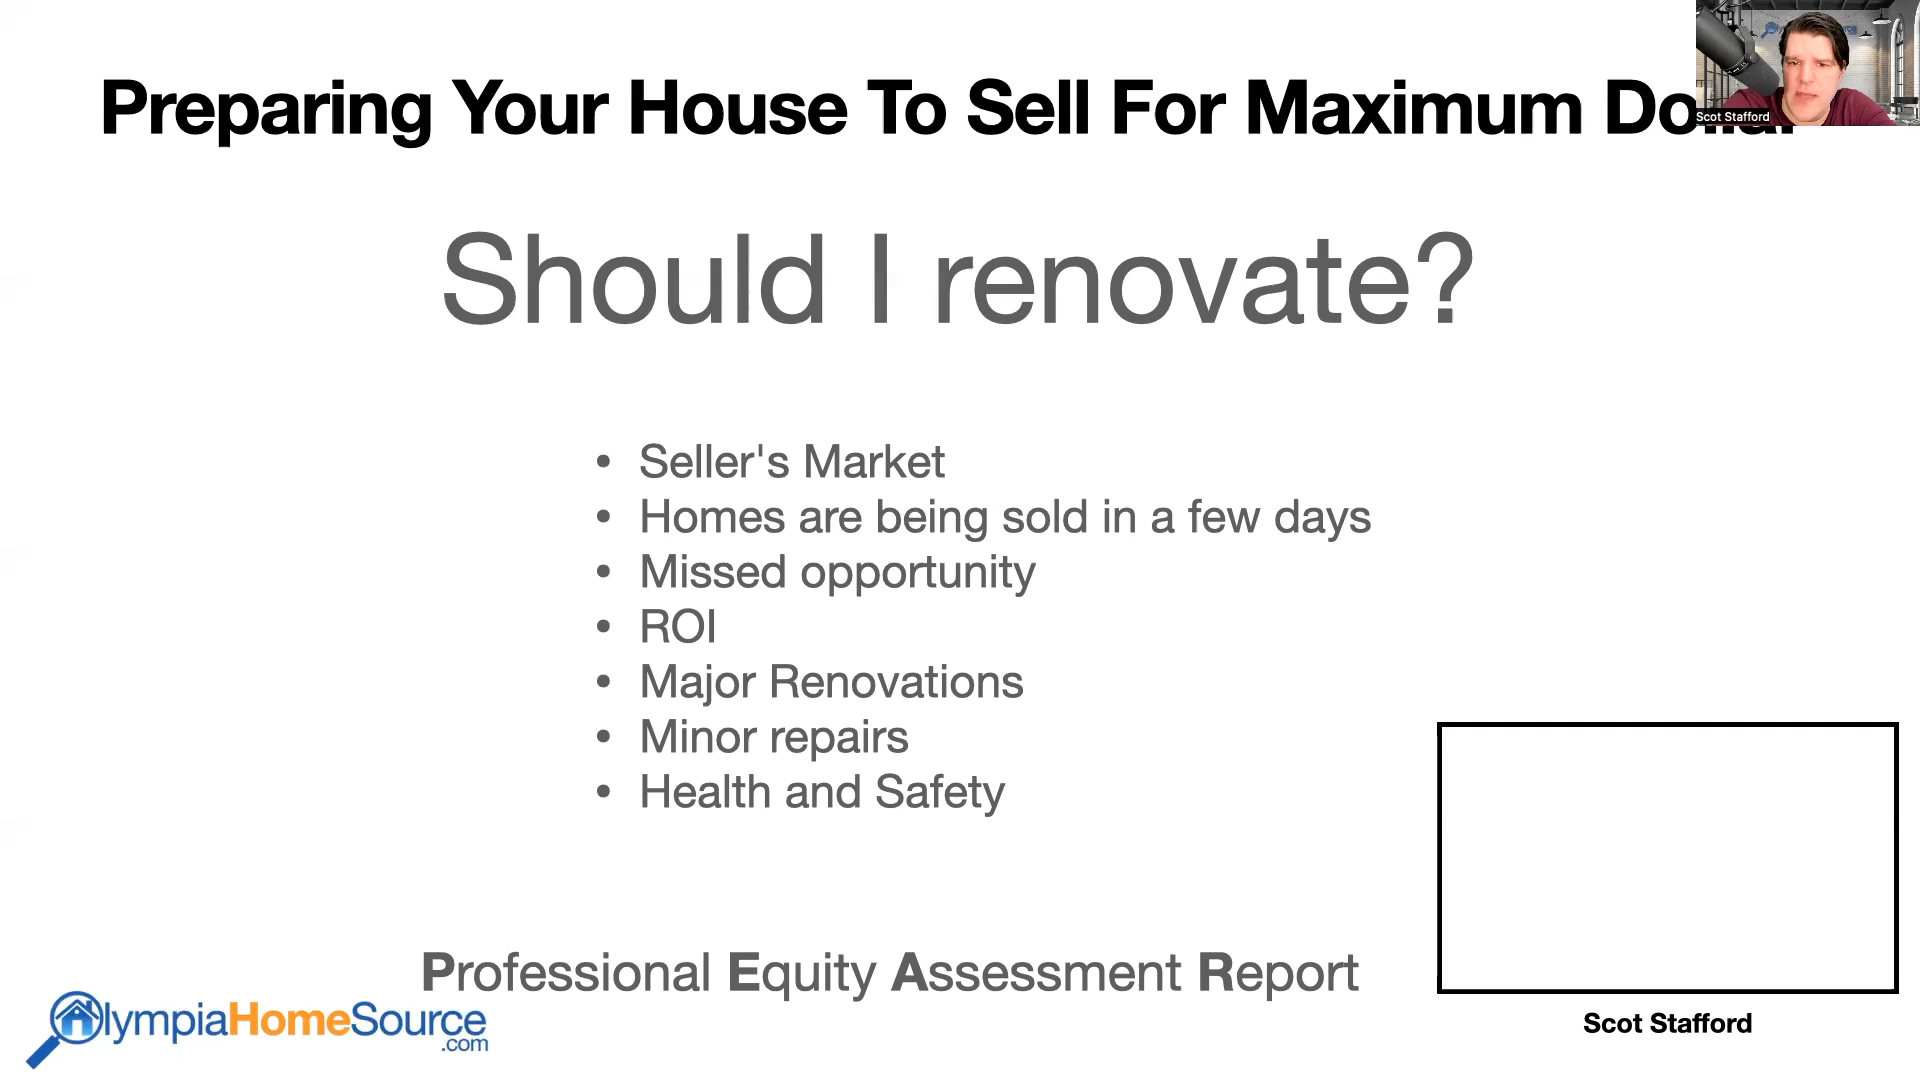 Preparing Your House To Sell For Maximum
Scot Stafford
Should I renovate?
• Seller's Market
• Homes are being sold in a few days
• Missed opportunity
• ROI
• Major Renovations
• Minor repairs
• Health and Safety
Professional Equity Assessment Report
OlympiaHomeSource
.com
Scot Stafford